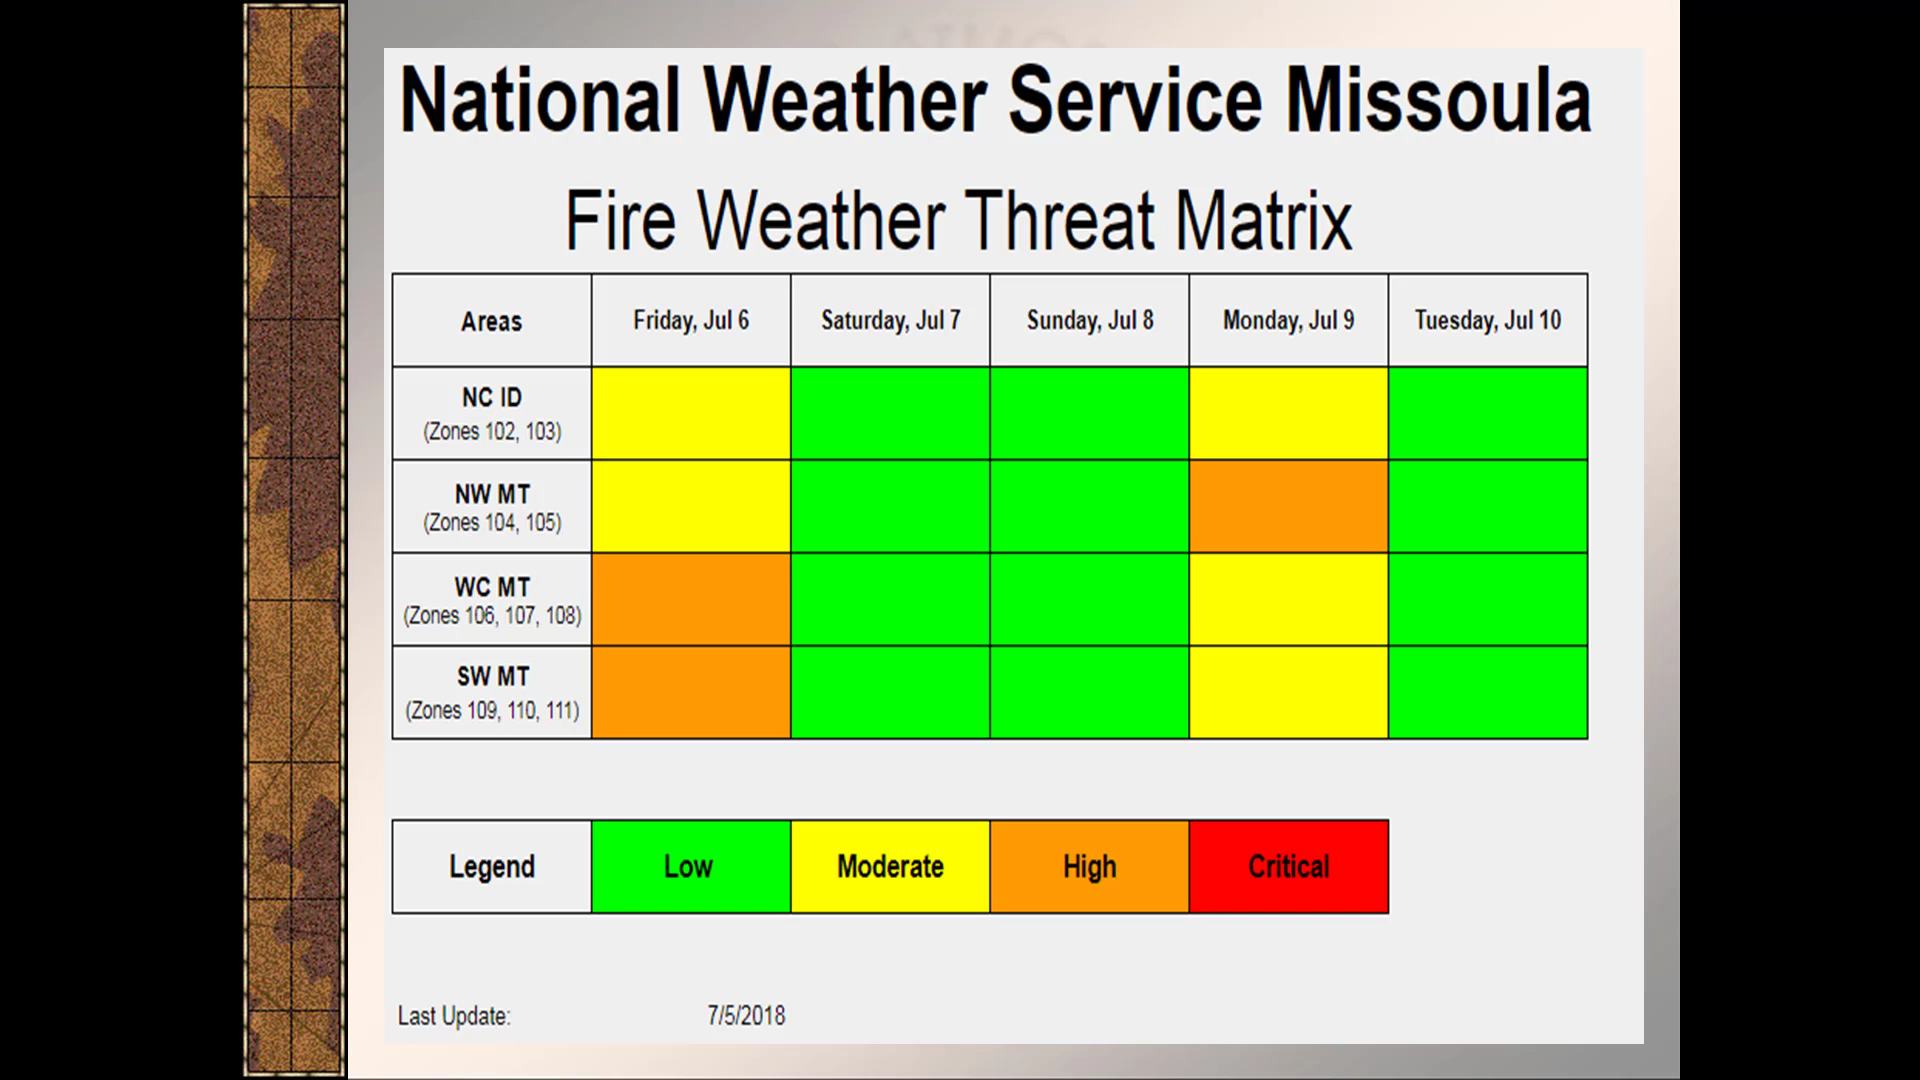 National Weather Service Missoula
Fire Weather Threat Matrix
Areas Friday, Jul 6 Saturday, Jul 7 Sunday, Jul 8 Monday, Jul 9 Tuesday, Jul 10
NC ID
(Zones 102, 103)
NW MT
(Zones 104, 105)
WC MT
(Zones 106, 107, 108)
SW MT
(Zones 109, 110, 111)
Legend Low Moderate High Critical
Last Update: 7/5/2018